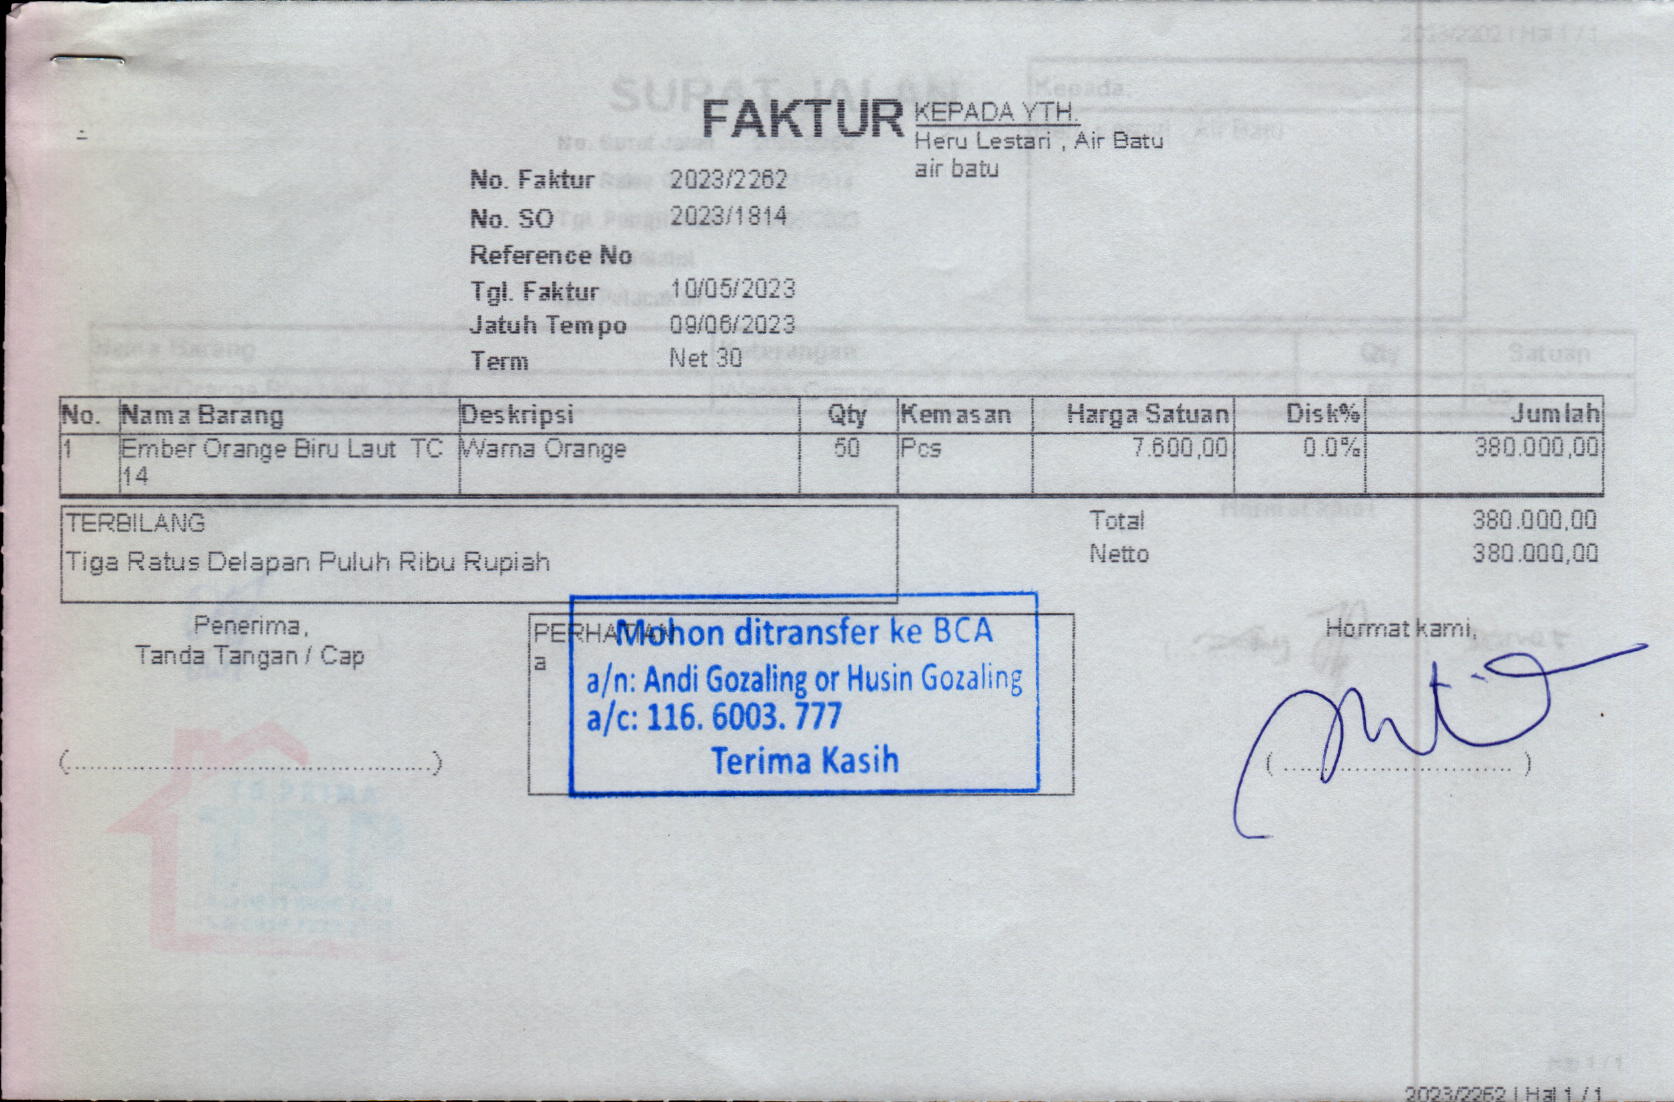 FAKTUR
KEPADA YTH.
Heru Lestari , Air Batu
air batu
No. Faktur 2023/2262
No. SO 2023/1814
Reference No
Tgl. Faktur 10/05/2023
Jatuh Tempo 09/06/2023
Term Net 30
No. Nama Barang Deskripsi Qty Kemasan Harga Satuan Disk% Jumlah
1 Ember Orange Biru Laut TC Warna Orange 50 Pcs 7.600,00 0.0% 380.000,00
14
TERBILANG
Tiga Ratus Delapan Puluh Ribu Rupiah
Total 380.000,00
Netto 380.000,00
Penerima,
Tanda Tangan / Cap
(..........................................................)
PERHATIAN
a
Mohon ditransfer ke BCA
a/n: Andi Gozaling or Husin Gozaling
a/c: 116. 6003. 777
Terima Kasih
Hormat kami,
( .................................... )
2023/2262 | Hal 1 / 1